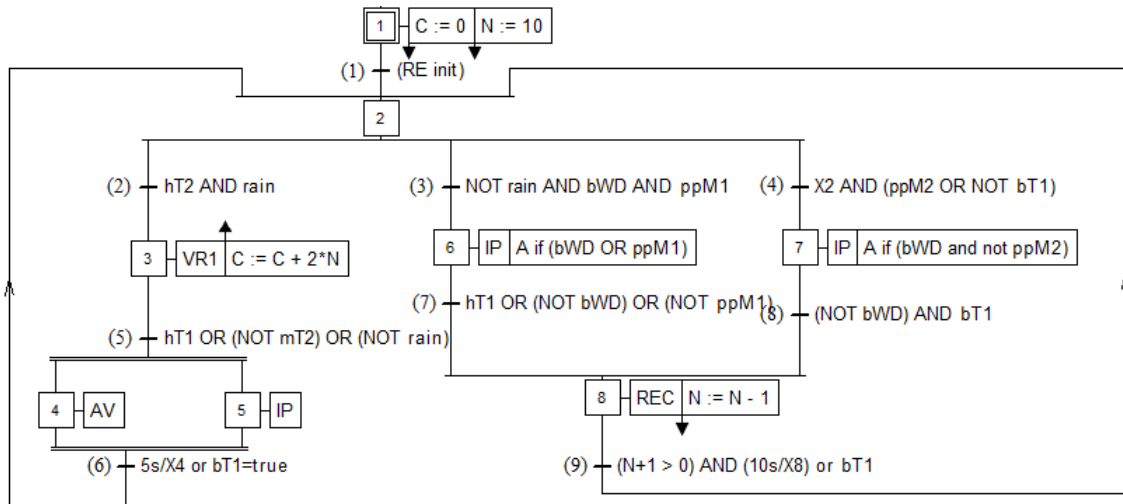 1 C := 0 N := 10
(1) (RE init)
2
(2) hT2 AND rain (3) NOT rain AND bWD AND ppM1 (4) X2 AND (ppM2 OR NOT bT1)
3 VR1 C := C + 2*N 6 IP A if (bWD OR ppM1) 7 IP A if (bWD and not ppM2)
(7) hT1 OR (NOT bWD) OR (NOT ppM1) (8) (NOT bWD) AND bT1
(5) hT1 OR (NOT mT2) OR (NOT rain)
4 AV 5 IP 8 REC N := N - 1
(6) 5s/X4 or bT1=true (9) (N+1 > 0) AND (10s/X8) or bT1